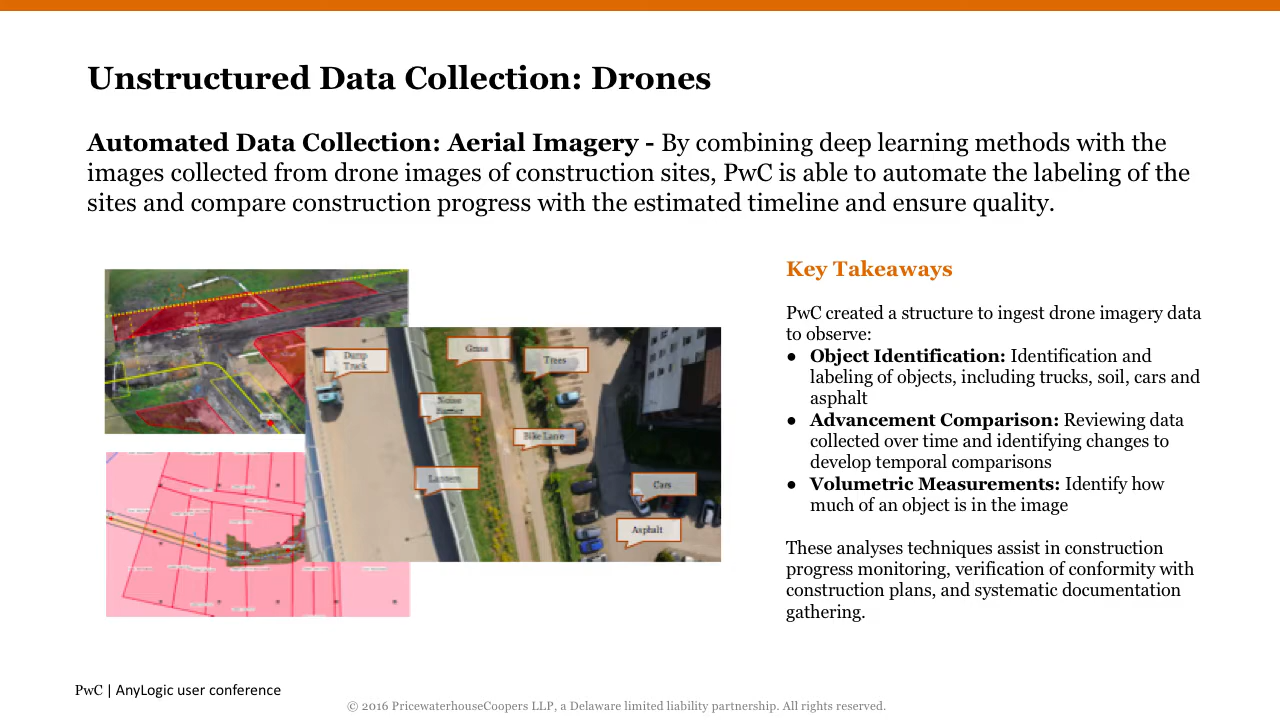 Unstructured Data Collection: Drones
Automated Data Collection: Aerial Imagery - By combining deep learning methods with the
images collected from drone images of construction sites, PwC is able to automate the labeling of the
sites and compare construction progress with the estimated timeline and ensure quality.
Dump
Truck
Grass
Trees
Noise
Barrier
Bike Lane
Lantern
Cars
Asphalt
Key Takeaways
PwC created a structure to ingest drone imagery data
to observe:
● Object Identification: Identification and
labeling of objects, including trucks, soil, cars and
asphalt
● Advancement Comparison: Reviewing data
collected over time and identifying changes to
develop temporal comparisons
● Volumetric Measurements: Identify how
much of an object is in the image
These analyses techniques assist in construction
progress monitoring, verification of conformity with
construction plans, and systematic documentation
gathering.
PwC | AnyLogic user conference
© 2016 PricewaterhouseCoopers LLP, a Delaware limited liability partnership. All rights reserved.